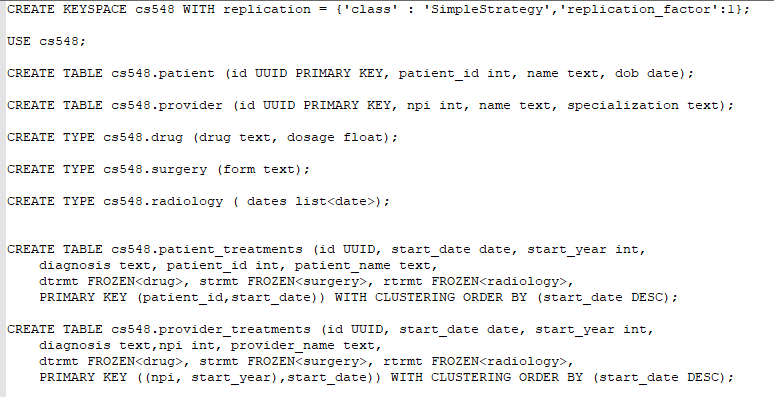 CREATE KEYSPACE cs548 WITH replication = {'class' : 'SimpleStrategy','replication_factor':1};
USE cs548;
CREATE TABLE cs548.patient (id UUID PRIMARY KEY, patient_id int, name text, dob date);
CREATE TABLE cs548.provider (id UUID PRIMARY KEY, npi int, name text, specialization text);
CREATE TYPE cs548.drug (drug text, dosage float);
CREATE TYPE cs548.surgery (form text);
CREATE TYPE cs548.radiology ( dates list<date>);
CREATE TABLE cs548.patient_treatments (id UUID, start_date date, start_year int,
diagnosis text, patient_id int, patient_name text,
dtrmt FROZEN<drug>, strmt FROZEN<surgery>, rtrmt FROZEN<radiology>,
PRIMARY KEY (patient_id,start_date)) WITH CLUSTERING ORDER BY (start_date DESC);
CREATE TABLE cs548.provider_treatments (id UUID, start_date date, start_year int,
diagnosis text,npi int, provider_name text,
dtrmt FROZEN<drug>, strmt FROZEN<surgery>, rtrmt FROZEN<radiology>,
PRIMARY KEY ((npi, start_year),start_date)) WITH CLUSTERING ORDER BY (start_date DESC);